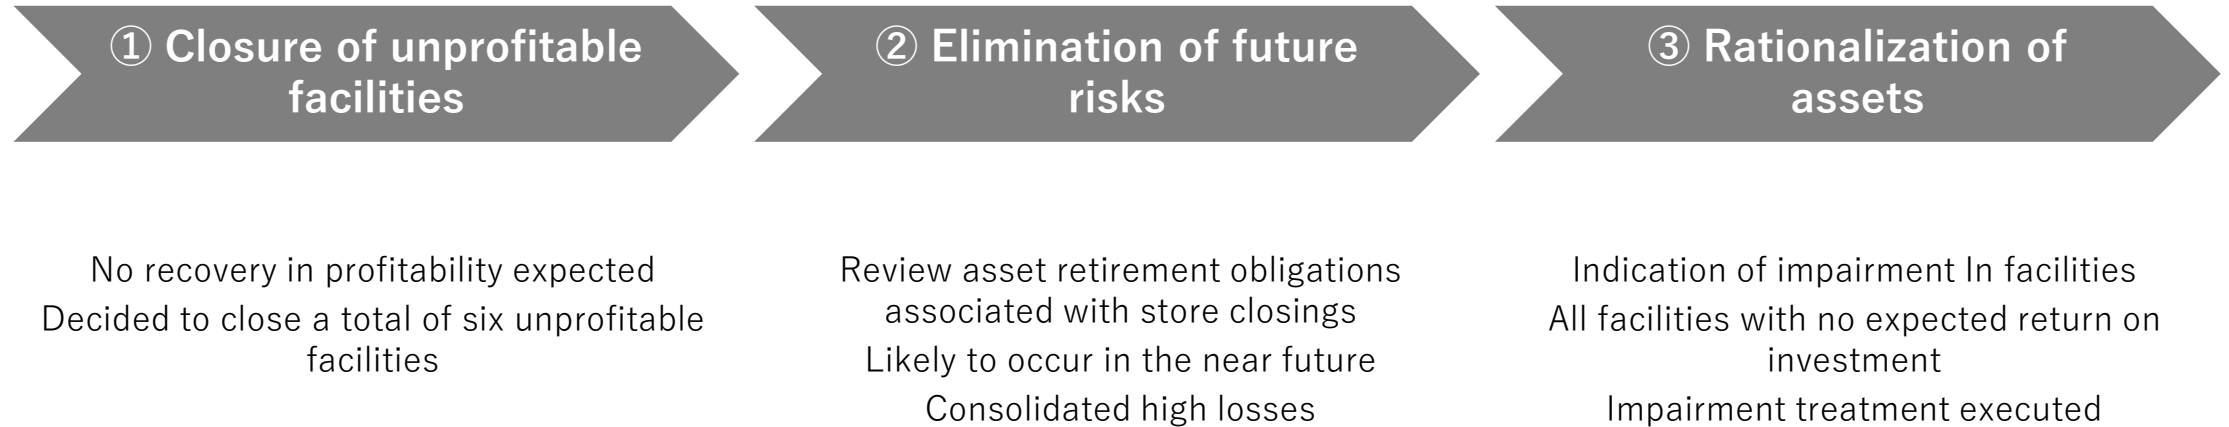 ① Closure of unprofitable
facilities
No recovery in profitability expected
Decided to close a total of six unprofitable
facilities
② Elimination of future
risks
Review asset retirement obligations
associated with store closings
Likely to occur in the near future
Consolidated high losses
③ Rationalization of
assets
Indication of impairment In facilities
All facilities with no expected return on
investment
Impairment treatment executed